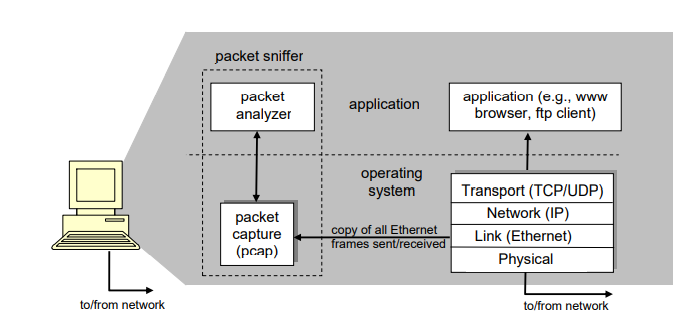 packet sniffer
packet
analyzer
application
application (e.g., www
browser, ftp client)
operating
system
packet
capture
(pcap)
copy of all Ethernet
frames sent/received
Transport (TCP/UDP)
Network (IP)
Link (Ethernet)
Physical
to/from network
to/from network